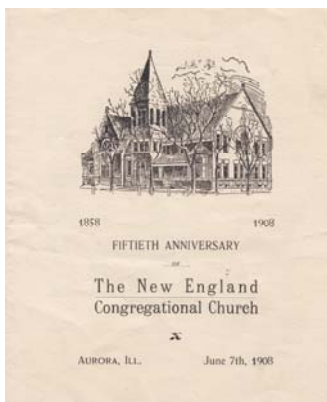 1858 1908
FIFTIETH ANNIVERSARY
OF
The New England
Congregational Church
AURORA, ILL. June 7th, 1908